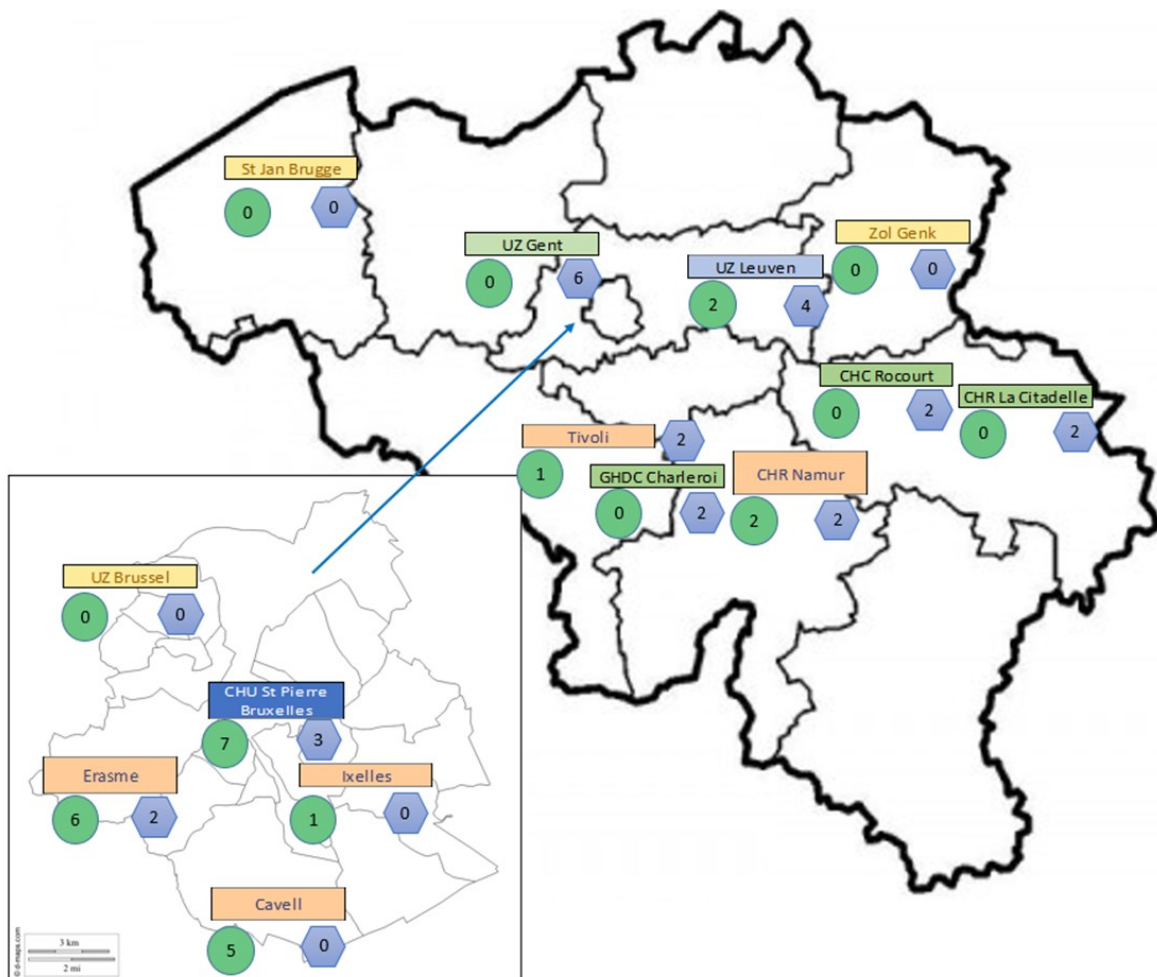 St Jan Brugge
0
0
UZ Gent
0
6
UZ Leuven
2
4
Zol Genk
0
0
CHC Rocourt
0
2
CHR La Citadelle
0
2
Tivoli
1
2
GHDC Charleroi
0
2
CHR Namur
2
2
UZ Brussel
0
0
CHU St Pierre
Bruxelles
7
3
Erasme
6
2
Ixelles
1
0
Cavell
5
0
3 km
2 mi
© d-maps.com